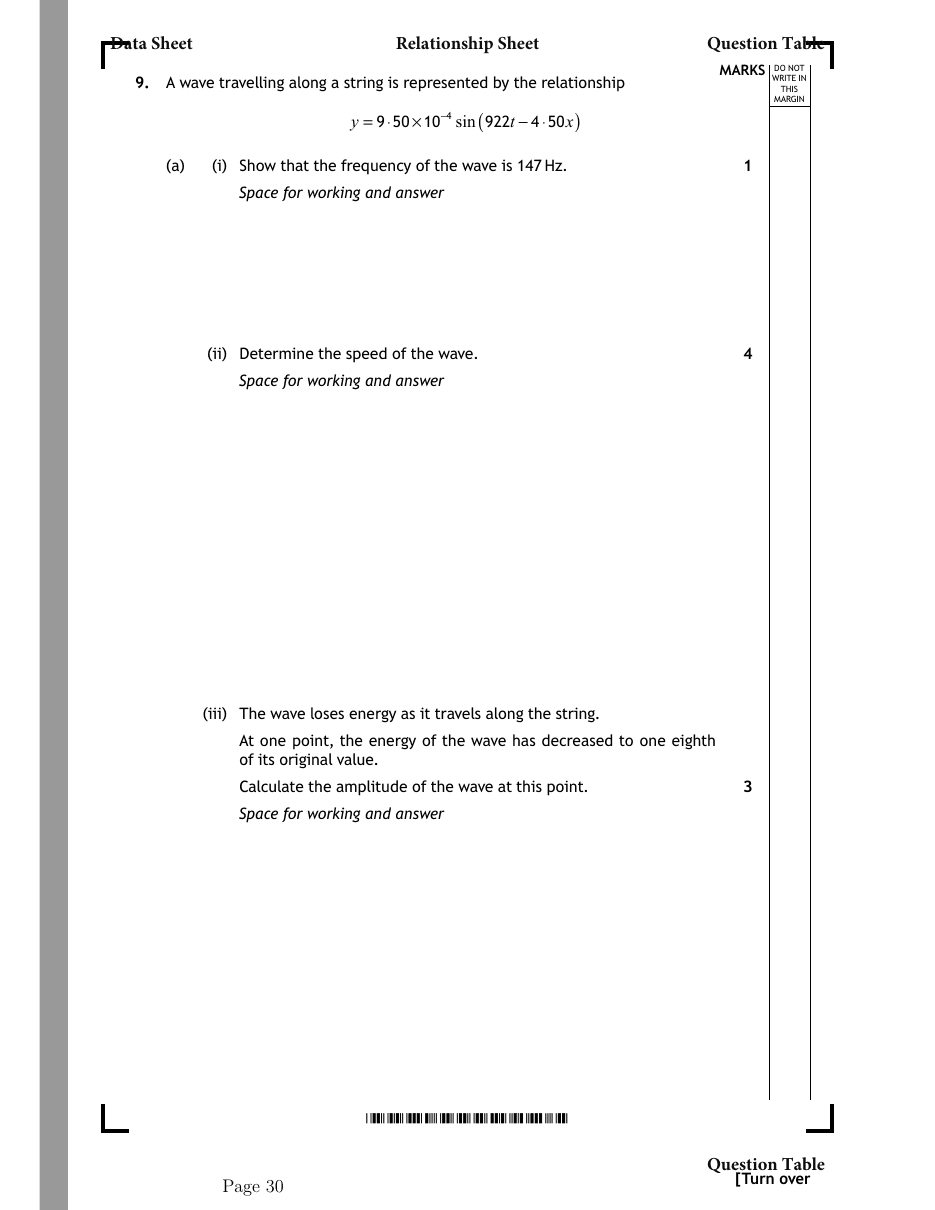 Data Sheet Relationship Sheet Question Table
MARKS
DO NOT
WRITE IN
THIS
MARGIN
9. A wave travelling along a string is represented by the relationship
y = 9·50×10⁻⁴ sin(922t − 4·50x)
(a) (i) Show that the frequency of the wave is 147 Hz. 1
Space for working and answer
(ii) Determine the speed of the wave. 4
Space for working and answer
(iii) The wave loses energy as it travels along the string.
At one point, the energy of the wave has decreased to one eighth
of its original value.
Calculate the amplitude of the wave at this point. 3
Space for working and answer
Question Table
[Turn over
Page 30